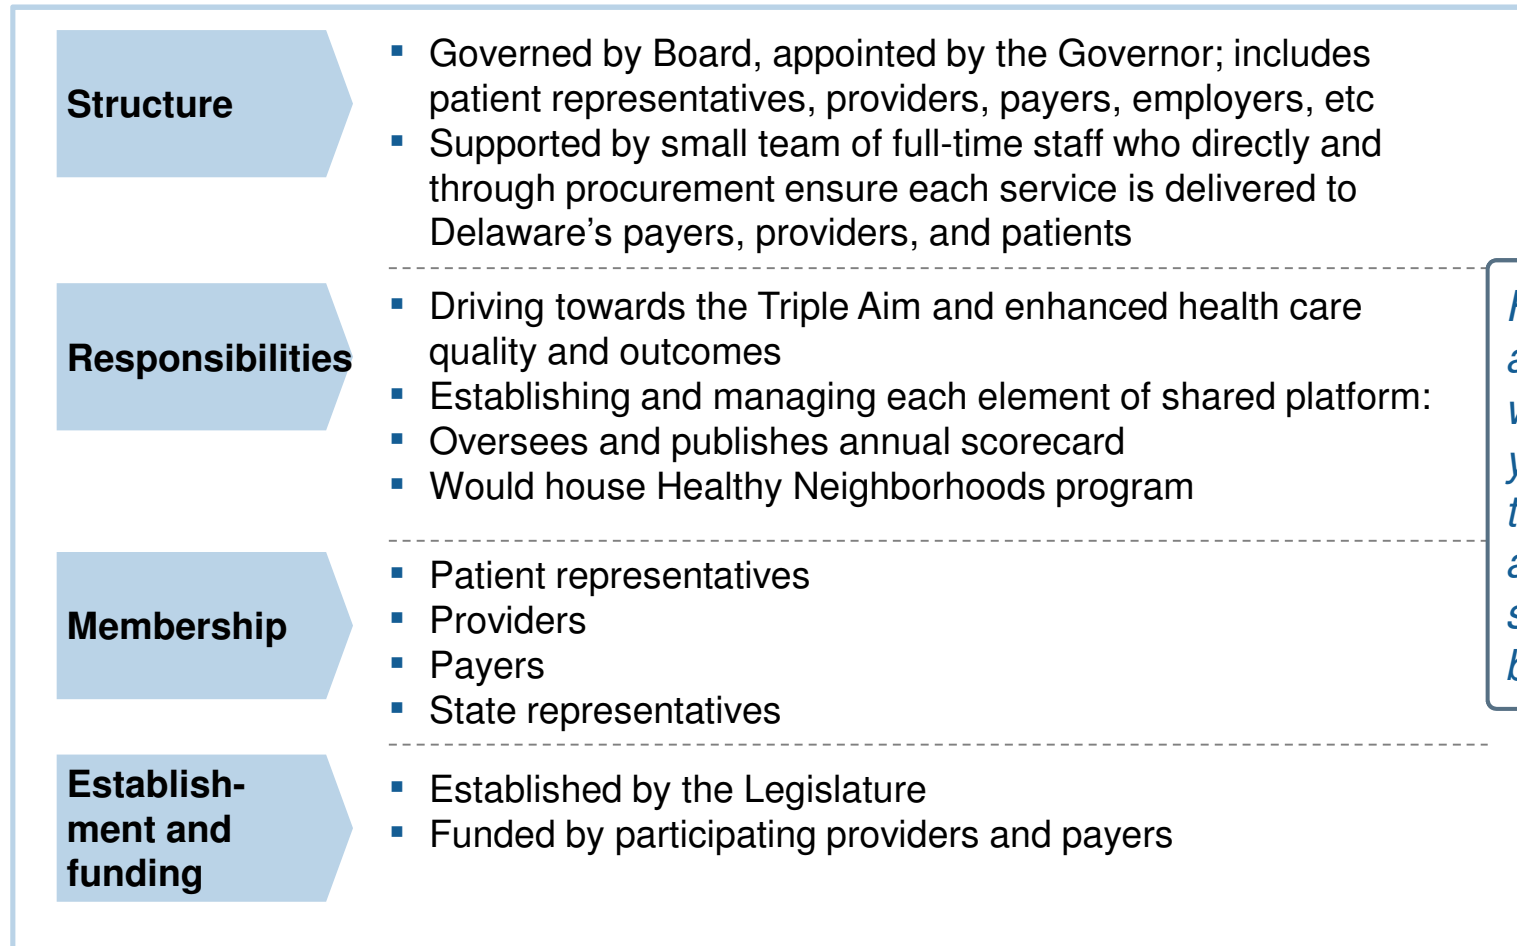 Structure
▪ Governed by Board, appointed by the Governor; includes
patient representatives, providers, payers, employers, etc
▪ Supported by small team of full-time staff who directly and
through procurement ensure each service is delivered to
Delaware’s payers, providers, and patients
Responsibilities
▪ Driving towards the Triple Aim and enhanced health care
quality and outcomes
▪ Establishing and managing each element of shared platform:
▪ Oversees and publishes annual scorecard
▪ Would house Healthy Neighborhoods program
Membership
▪ Patient representatives
▪ Providers
▪ Payers
▪ State representatives
Establish-
ment and
funding
▪ Established by the Legislature
▪ Funded by participating providers and payers